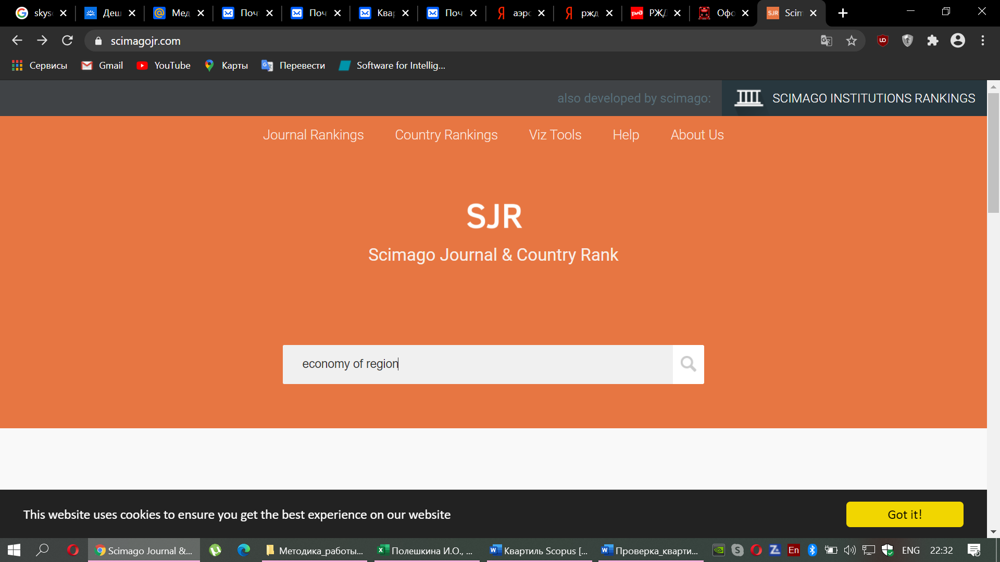 skys
Деш
Мед
Поч
Поч
Ква
Поч
аэрс
ржд
РЖД
Офо
Scim
scimagojr.com
Сервисы
Gmail
YouTube
Карты
Перевести
Software for Intellig...
also developed by scimago:
SCIMAGO INSTITUTIONS RANKINGS
Journal Rankings
Country Rankings
Viz Tools
Help
About Us
SJR
Scimago Journal & Country Rank
economy of region
This website uses cookies to ensure you get the best experience on our website
Got it!
Scimago Journal &...
Методика_работы...
Полешкина И.О., ...
Квартиль Scopus [...
Проверка_кварти...
En
ENG
22:32